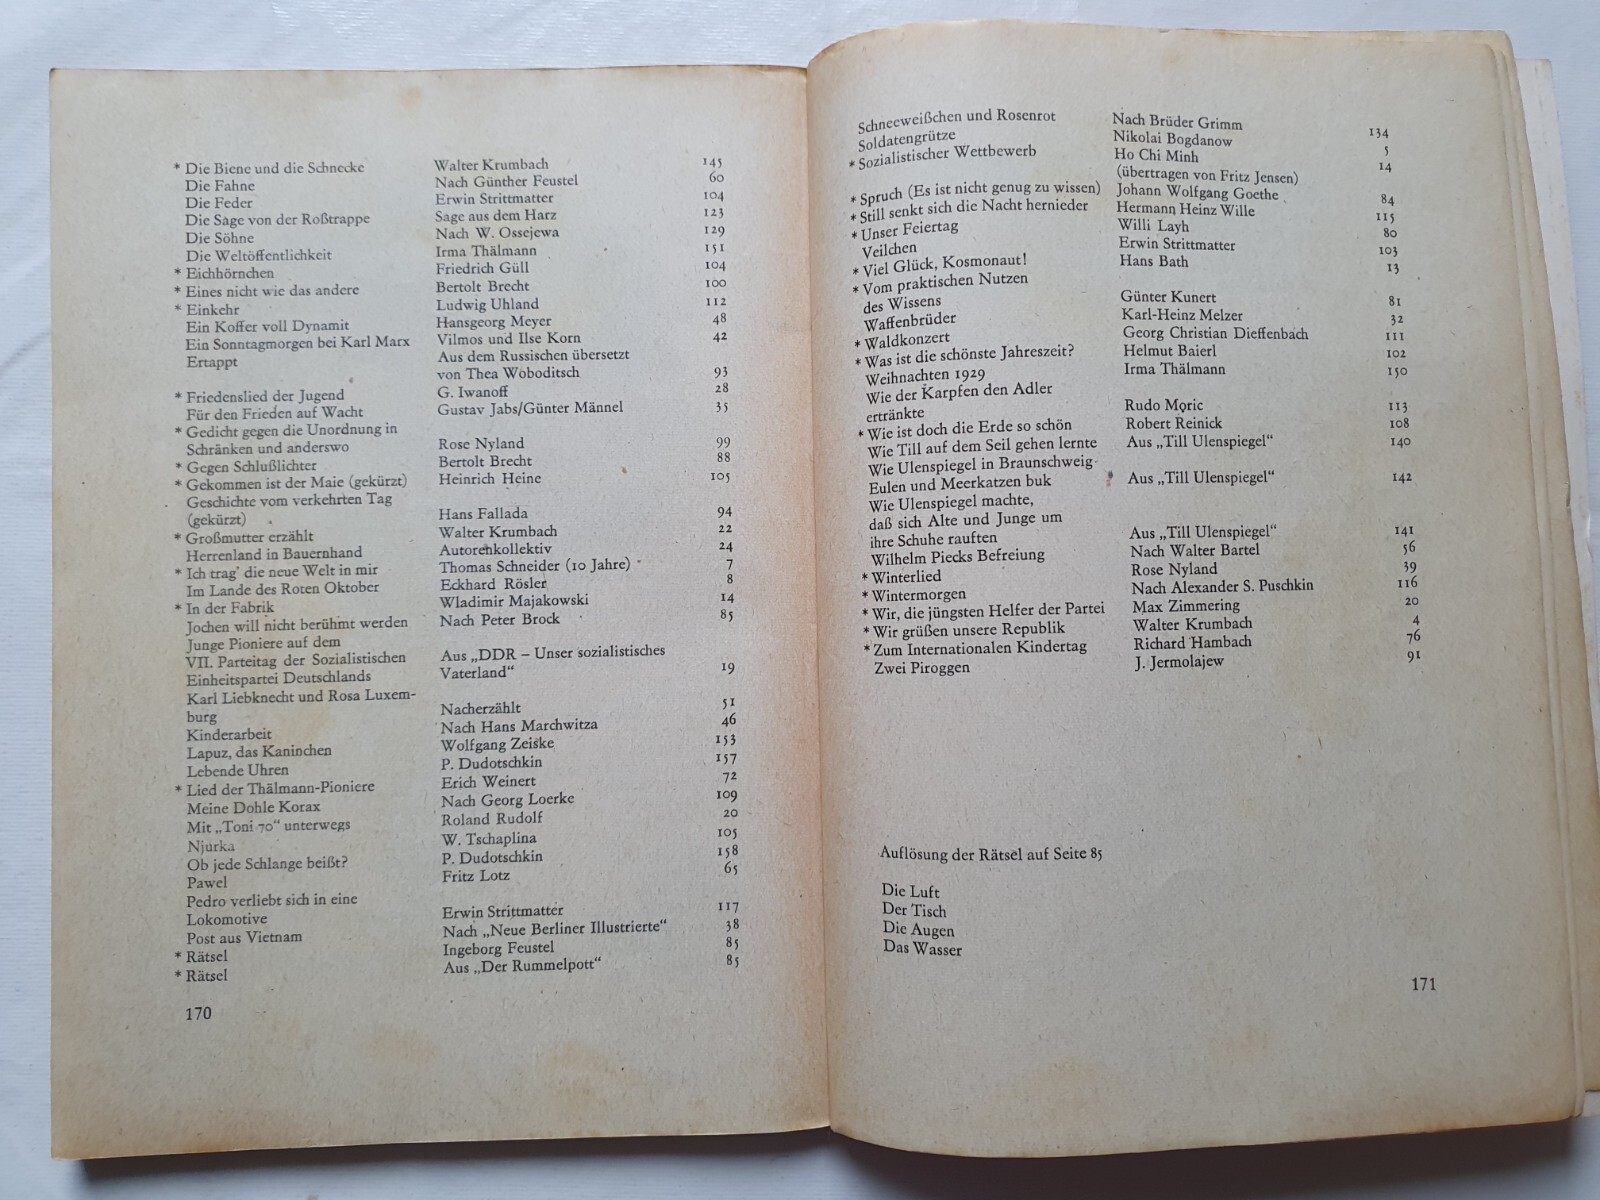 * Die Biene und die Schnecke Walter Krumbach 145
Die Fahne Nach Günther Feustel 60
Die Feder Erwin Strittmatter 104
Die Sage von der Roßtrappe Sage aus dem Harz 123
Die Söhne Nach W. Ossejewa 129
Die Weltöffentlichkeit Irma Thälmann 151
* Eichhörnchen Friedrich Güll 104
* Eines nicht wie das andere Bertolt Brecht 100
* Einkehr Ludwig Uhland 112
Ein Koffer voll Dynamit Hansgeorg Meyer 48
Ein Sonntagmorgen bei Karl Marx Vilmos und Ilse Korn 42
Ertappt Aus dem Russischen übersetzt
von Thea Woboditsch 93
* Friedenslied der Jugend G. Iwanoff 28
Für den Frieden auf Wacht Gustav Jabs/Günter Männel 35
* Gedicht gegen die Unordnung in
Schränken und anderswo Rose Nyland 99
* Gegen Schlußlichter Bertolt Brecht 88
* Gekommen ist der Maie (gekürzt) Heinrich Heine 105
Geschichte vom verkehrten Tag
(gekürzt) Hans Fallada 94
* Großmutter erzählt Walter Krumbach 22
Herrenland in Bauernhand Autorenkollektiv 24
* Ich trag' die neue Welt in mir Thomas Schneider (10 Jahre) 7
Im Lande des Roten Oktober Eckhard Rösler 8
* In der Fabrik Wladimir Majakowski 14
Jochen will nicht berühmt werden Nach Peter Brock 85
Junge Pioniere auf dem
VII. Parteitag der Sozialistischen Aus „DDR – Unser sozialistisches
Einheitspartei Deutschlands Vaterland“ 19
Karl Liebknecht und Rosa Luxem-
burg Nacherzählt 51
Kinderarbeit Nach Hans Marchwitza 46
Lapuz, das Kaninchen Wolfgang Zeiske 153
Lebende Uhren P. Dudotschkin 157
* Lied der Thälmann-Pioniere Erich Weinert 72
Meine Dohle Korax Nach Georg Loerke 109
Mit „Toni 70“ unterwegs Roland Rudolf 20
Njurka W. Tschaplina 105
Ob jede Schlange beißt? P. Dudotschkin 158
Pawel Fritz Lotz 65
Pedro verliebt sich in eine
Lokomotive Erwin Strittmatter 117
Post aus Vietnam Nach „Neue Berliner Illustrierte“ 38
* Rätsel Ingeborg Feustel 85
* Rätsel Aus „Der Rummelpott“ 85
170
Schneeweißchen und Rosenrot Nach Brüder Grimm 134
Soldatengrütze Nikolai Bogdanow 5
* Sozialistischer Wettbewerb Ho Chi Minh 14
(übertragen von Fritz Jensen)
* Spruch (Es ist nicht genug zu wissen) Johann Wolfgang Goethe 84
* Still senkt sich die Nacht hernieder Hermann Heinz Wille 115
* Unser Feiertag Willi Layh 80
Veilchen Erwin Strittmatter 103
* Viel Glück, Kosmonaut! Hans Bath 13
* Vom praktischen Nutzen
des Wissens Günter Kunert 81
Waffenbrüder Karl-Heinz Melzer 32
* Waldkonzert Georg Christian Dieffenbach 111
* Was ist die schönste Jahreszeit? Helmut Baierl 102
Weihnachten 1929 Irma Thälmann 150
Wie der Karpfen den Adler
ertränkte Rudo Moric 113
* Wie ist doch die Erde so schön Robert Reinick 108
Wie Till auf dem Seil gehen lernte Aus „Till Ulenspiegel“ 140
Wie Ulenspiegel in Braunschweig
Eulen und Meerkatzen buk Aus „Till Ulenspiegel“ 142
Wie Ulenspiegel machte,
daß sich Alte und Junge um
ihre Schuhe rauften Aus „Till Ulenspiegel“ 141
Wilhelm Piecks Befreiung Nach Walter Bartel 56
* Winterlied Rose Nyland 39
* Wintermorgen Nach Alexander S. Puschkin 116
* Wir, die jüngsten Helfer der Partei Max Zimmering 20
* Wir grüßen unsere Republik Walter Krumbach 4
* Zum Internationalen Kindertag Richard Hambach 76
Zwei Piroggen J. Jermolajew 91
Auflösung der Rätsel auf Seite 85
Die Luft
Der Tisch
Die Augen
Das Wasser
171